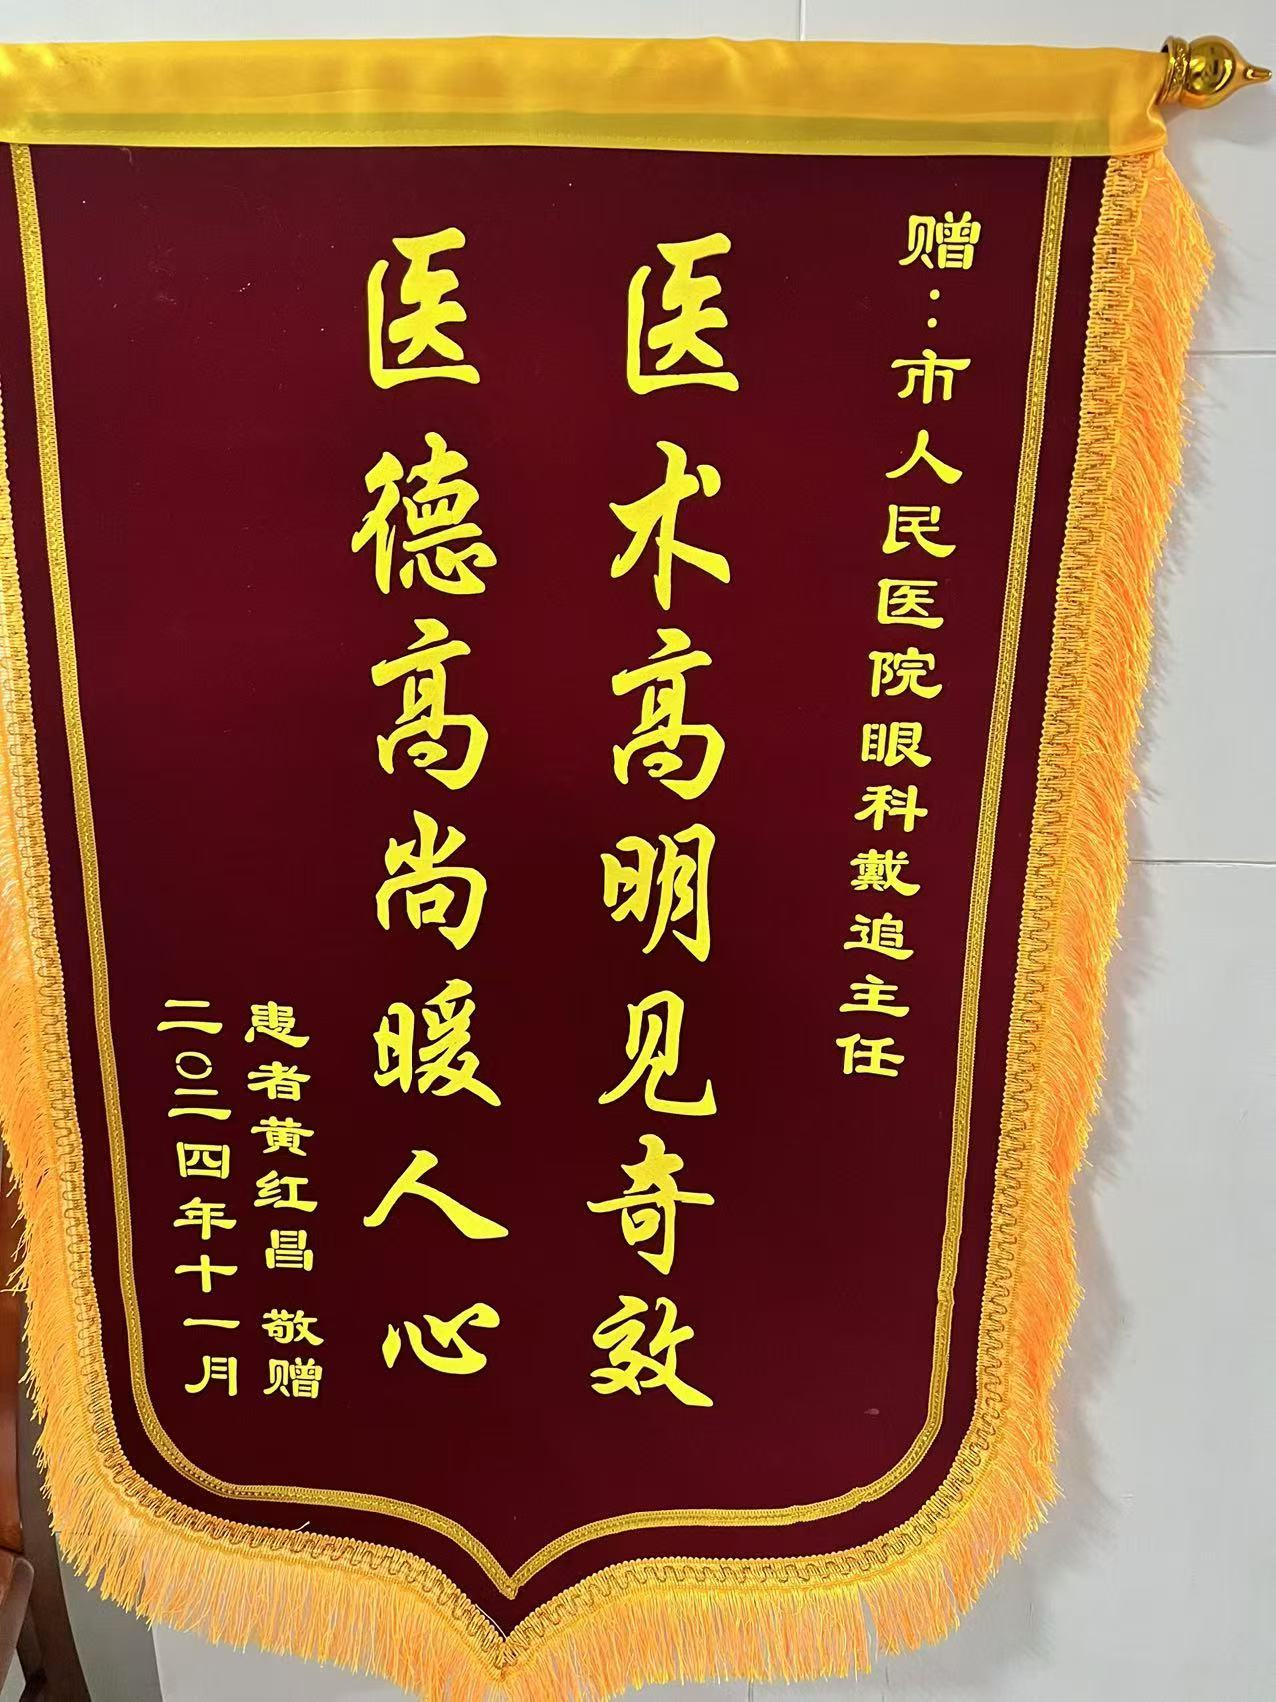 赠：市人民医院眼科戴追主任
医术高明见奇效
医德高尚暖人心
患者黄红昌 敬赠
二〇二四年十一月